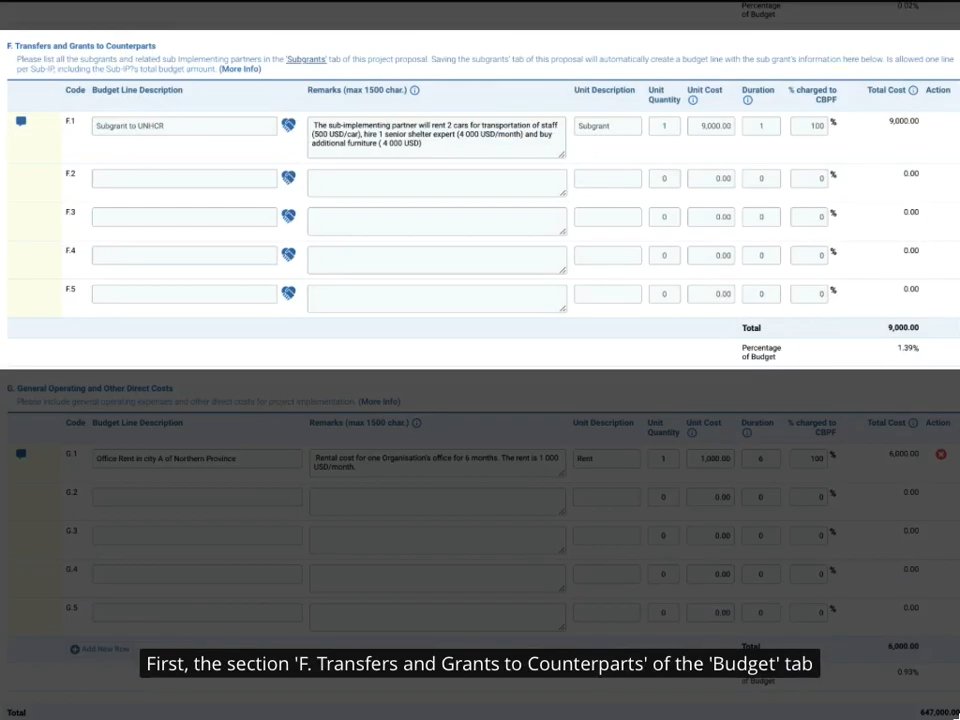 Percentage 0.02%
of Budget
F. Transfers and Grants to Counterparts
Please list all the subgrants and related sub implementing partners in the 'Subgrants' tab of this project proposal. Saving the subgrants' tab of this proposal will automatically create a budget line with the sub grant's information here below. Is allowed one line
per Sub-IP, including the Sub-IP?s total budget amount. (More Info)
Code Budget Line Description Remarks (max 1500 char.) Unit Description Unit Quantity Unit Cost Duration % charged to CBPF Total Cost Action
F.1 Subgrant to UNHCR The sub-implementing partner will rent 2 cars for transportation of staff Subgrant 1 9,000.00 1 100 % 9,000.00
(500 USD/car), hire 1 senior shelter expert (4 000 USD/month) and buy
additional furniture ( 4 000 USD)
F.2 0 0.00 0 0 % 0.00
F.3 0 0.00 0 0 % 0.00
F.4 0 0.00 0 0 % 0.00
F.5 0 0.00 0 0 % 0.00
Total 9,000.00
Percentage 1.39%
of Budget
G. General Operating and Other Direct Costs
Please include general operating expenses and other direct costs for project implementation. (More Info)
Code Budget Line Description Remarks (max 1500 char.) Unit Description Unit Quantity Unit Cost Duration % charged to CBPF Total Cost Action
G.1 Office Rent in city A of Northern Province Rental cost for one Organisation's office for 6 months. The rent is 1 000 Rent 1 1,000.00 6 100 % 6,000.00
USD/month.
G.2 0 0.00 0 0 % 0.00
G.3 0 0.00 0 0 % 0.00
G.4 0 0.00 0 0 % 0.00
G.5 0 0.00 0 0 % 0.00
Add New Row Total 6,000.00
First, the section 'F. Transfers and Grants to Counterparts' of the 'Budget' tab
0.93%
of Budget
Total 647,000.00